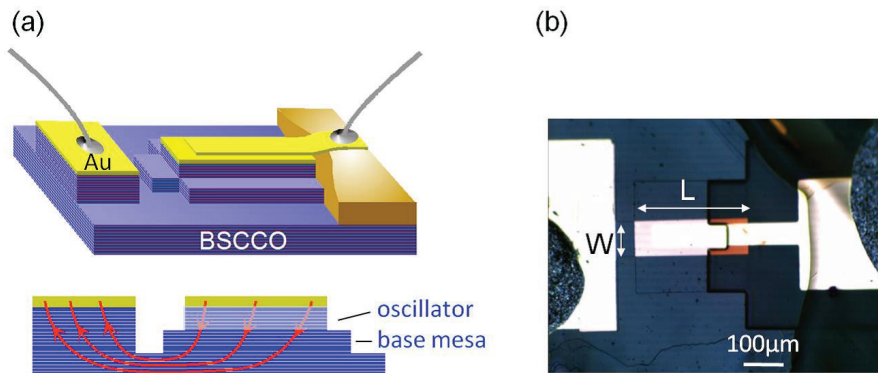 (a)
(b)
Au
BSCCO
oscillator
base mesa
L
W
100µm